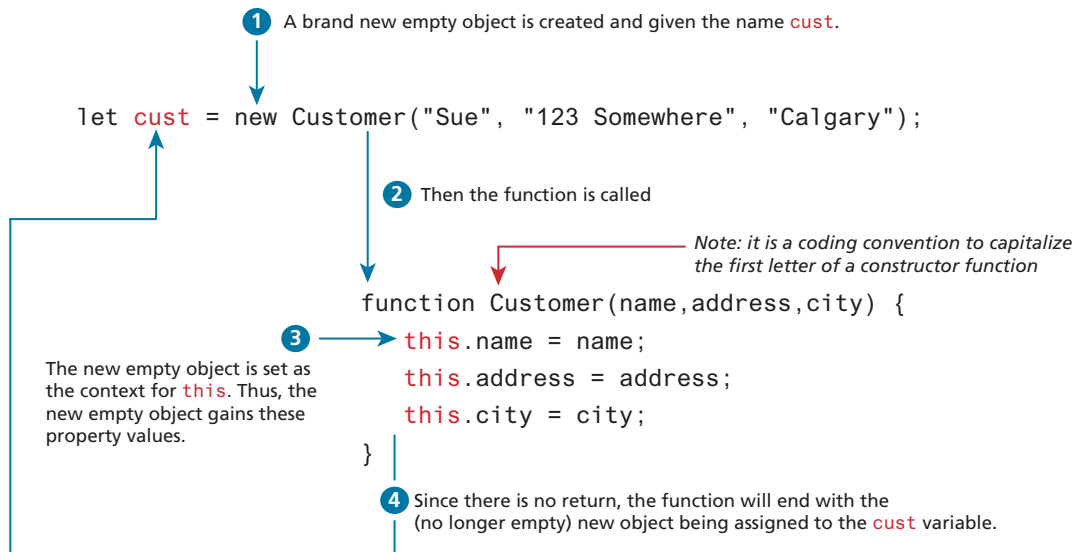 1 A brand new empty object is created and given the name cust.
let cust = new Customer("Sue", "123 Somewhere", "Calgary");
2 Then the function is called
Note: it is a coding convention to capitalize
the first letter of a constructor function
function Customer(name,address,city) {
3
this.name = name;
this.address = address;
this.city = city;
}
The new empty object is set as
the context for this. Thus, the
new empty object gains these
property values.
4 Since there is no return, the function will end with the
(no longer empty) new object being assigned to the cust variable.